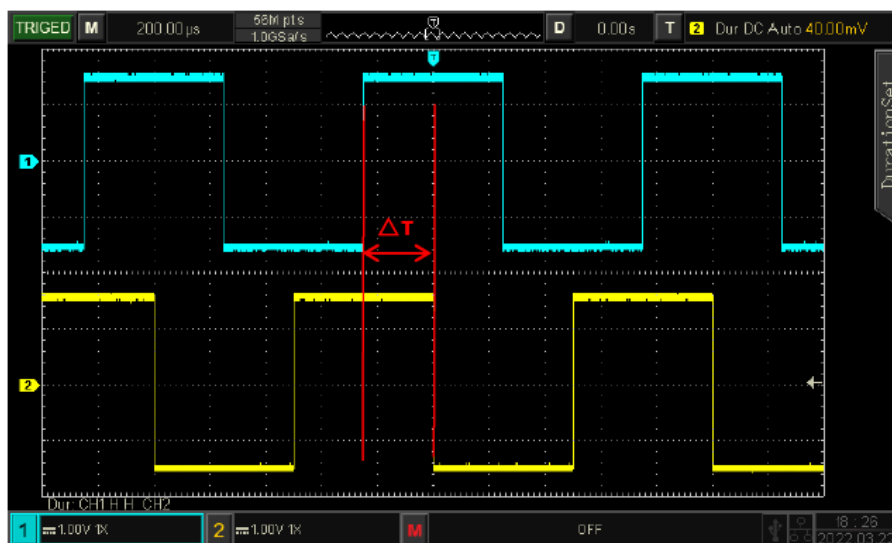 TRIGED M 200.00μs 56M pts D 0.00s T 2 Dur DC Auto 40.00mV
1.0GSa/s
T
T
DurationSet
1
△T
2
Dur: CH1 H H CH2
1 1.00V 1X 2 1.00V 1X M OFF 18:26